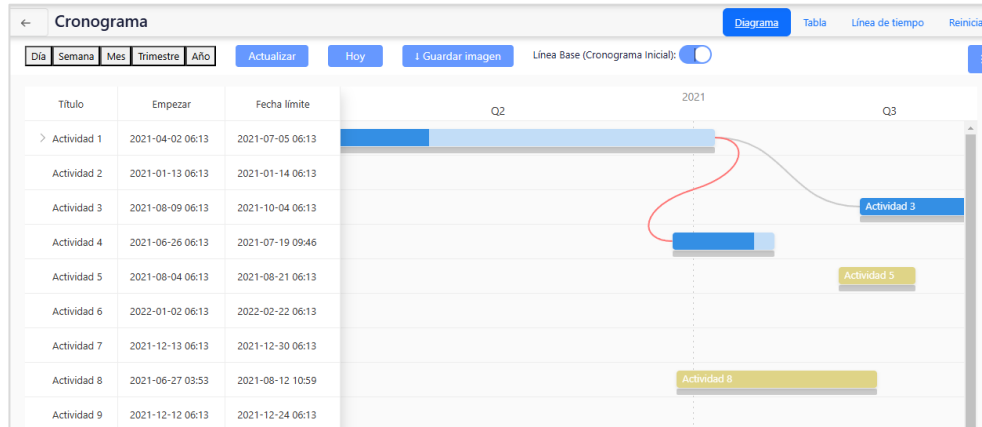 ← Cronograma Diagrama Tabla Línea de tiempo
Día Semana Mes Trimestre Año Actualizar Hoy ↓ Guardar imagen Línea Base (Cronograma Inicial):
2021
Título Empezar Fecha límite Q2 Q3
Actividad 1 2021-04-02 06:13 2021-07-05 06:13
Actividad 2 2021-01-13 06:13 2021-01-14 06:13
Actividad 3 2021-08-09 06:13 2021-10-04 06:13 Actividad 3
Actividad 4 2021-06-26 06:13 2021-07-19 09:46
Actividad 5 2021-08-04 06:13 2021-08-21 06:13 Actividad 5
Actividad 6 2022-01-02 06:13 2022-02-22 06:13
Actividad 7 2021-12-13 06:13 2021-12-30 06:13
Actividad 8 2021-06-27 03:53 2021-08-12 10:59 Actividad 8
Actividad 9 2021-12-12 06:13 2021-12-24 06:13